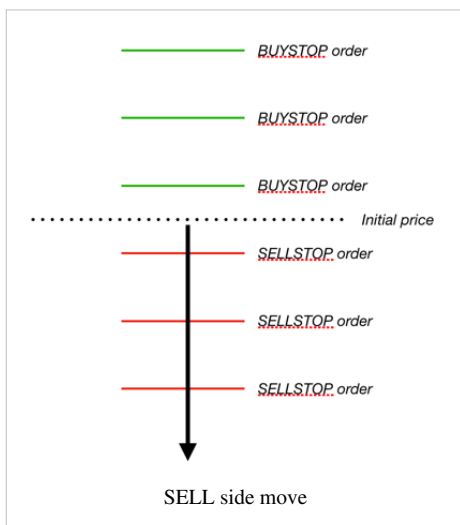 BUYSTOP order
BUYSTOP order
BUYSTOP order
Initial price
SELLSTOP order
SELLSTOP order
SELLSTOP order
SELL side move